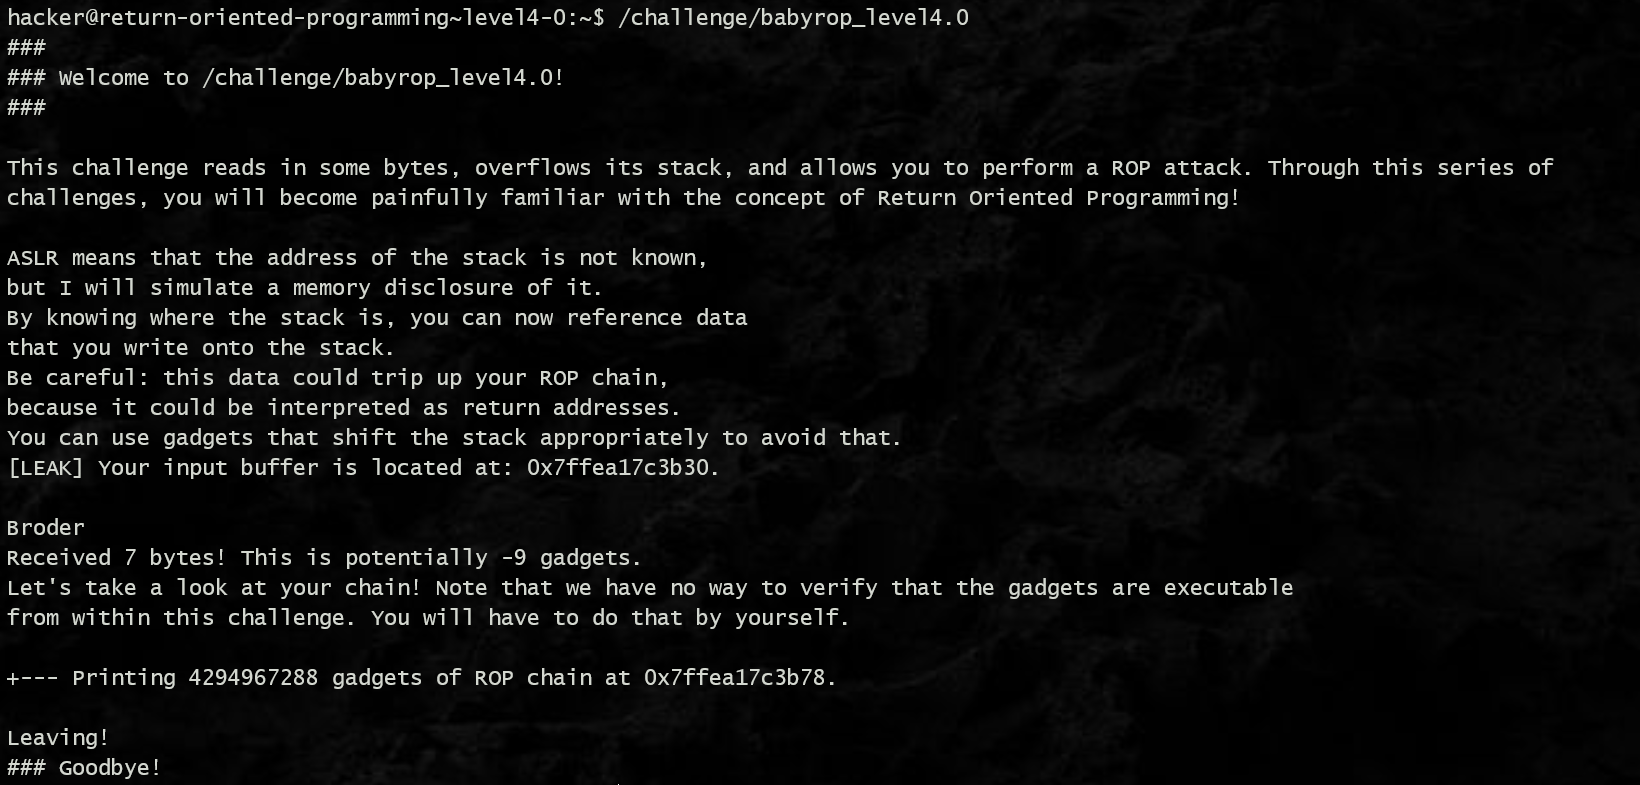 hacker@return-oriented-programming~level4-0:~$ /challenge/babyrop_level4.0
###
### Welcome to /challenge/babyrop_level4.0!
###
This challenge reads in some bytes, overflows its stack, and allows you to perform a ROP attack. Through this series of
challenges, you will become painfully familiar with the concept of Return Oriented Programming!
ASLR means that the address of the stack is not known,
but I will simulate a memory disclosure of it.
By knowing where the stack is, you can now reference data
that you write onto the stack.
Be careful: this data could trip up your ROP chain,
because it could be interpreted as return addresses.
You can use gadgets that shift the stack appropriately to avoid that.
[LEAK] Your input buffer is located at: 0x7ffea17c3b30.
Broder
Received 7 bytes! This is potentially -9 gadgets.
Let's take a look at your chain! Note that we have no way to verify that the gadgets are executable
from within this challenge. You will have to do that by yourself.
+--- Printing 4294967288 gadgets of ROP chain at 0x7ffea17c3b78.
Leaving!
### Goodbye!